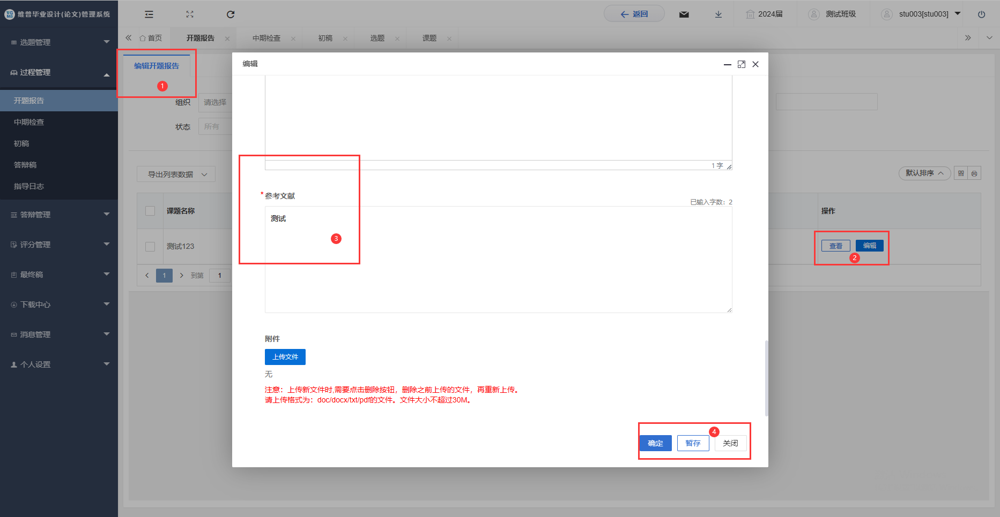 维普毕业设计(论文)管理系统
返回
2024届
测试班级
stu003[stu003]
首页
开题报告
中期检查
初稿
选题
课题
选题管理
过程管理
开题报告
中期检查
初稿
答辩稿
指导日志
答辩管理
评分管理
最终稿
下载中心
消息管理
个人设置
编辑开题报告
1
组织
请选择
状态
所有
导出列表数据
默认排序
课题名称
操作
测试123
查看
编辑
2
1
到第
1
编辑
1 字
*参考文献
已输入字数：2
测试
3
附件
上传文件
无
注意：上传新文件时,需要点击删除按钮，删除之前上传的文件，再重新上传。
请上传格式为：doc/docx/txt/pdf的文件。文件大小不超过30M。
4
确定
暂存
关闭